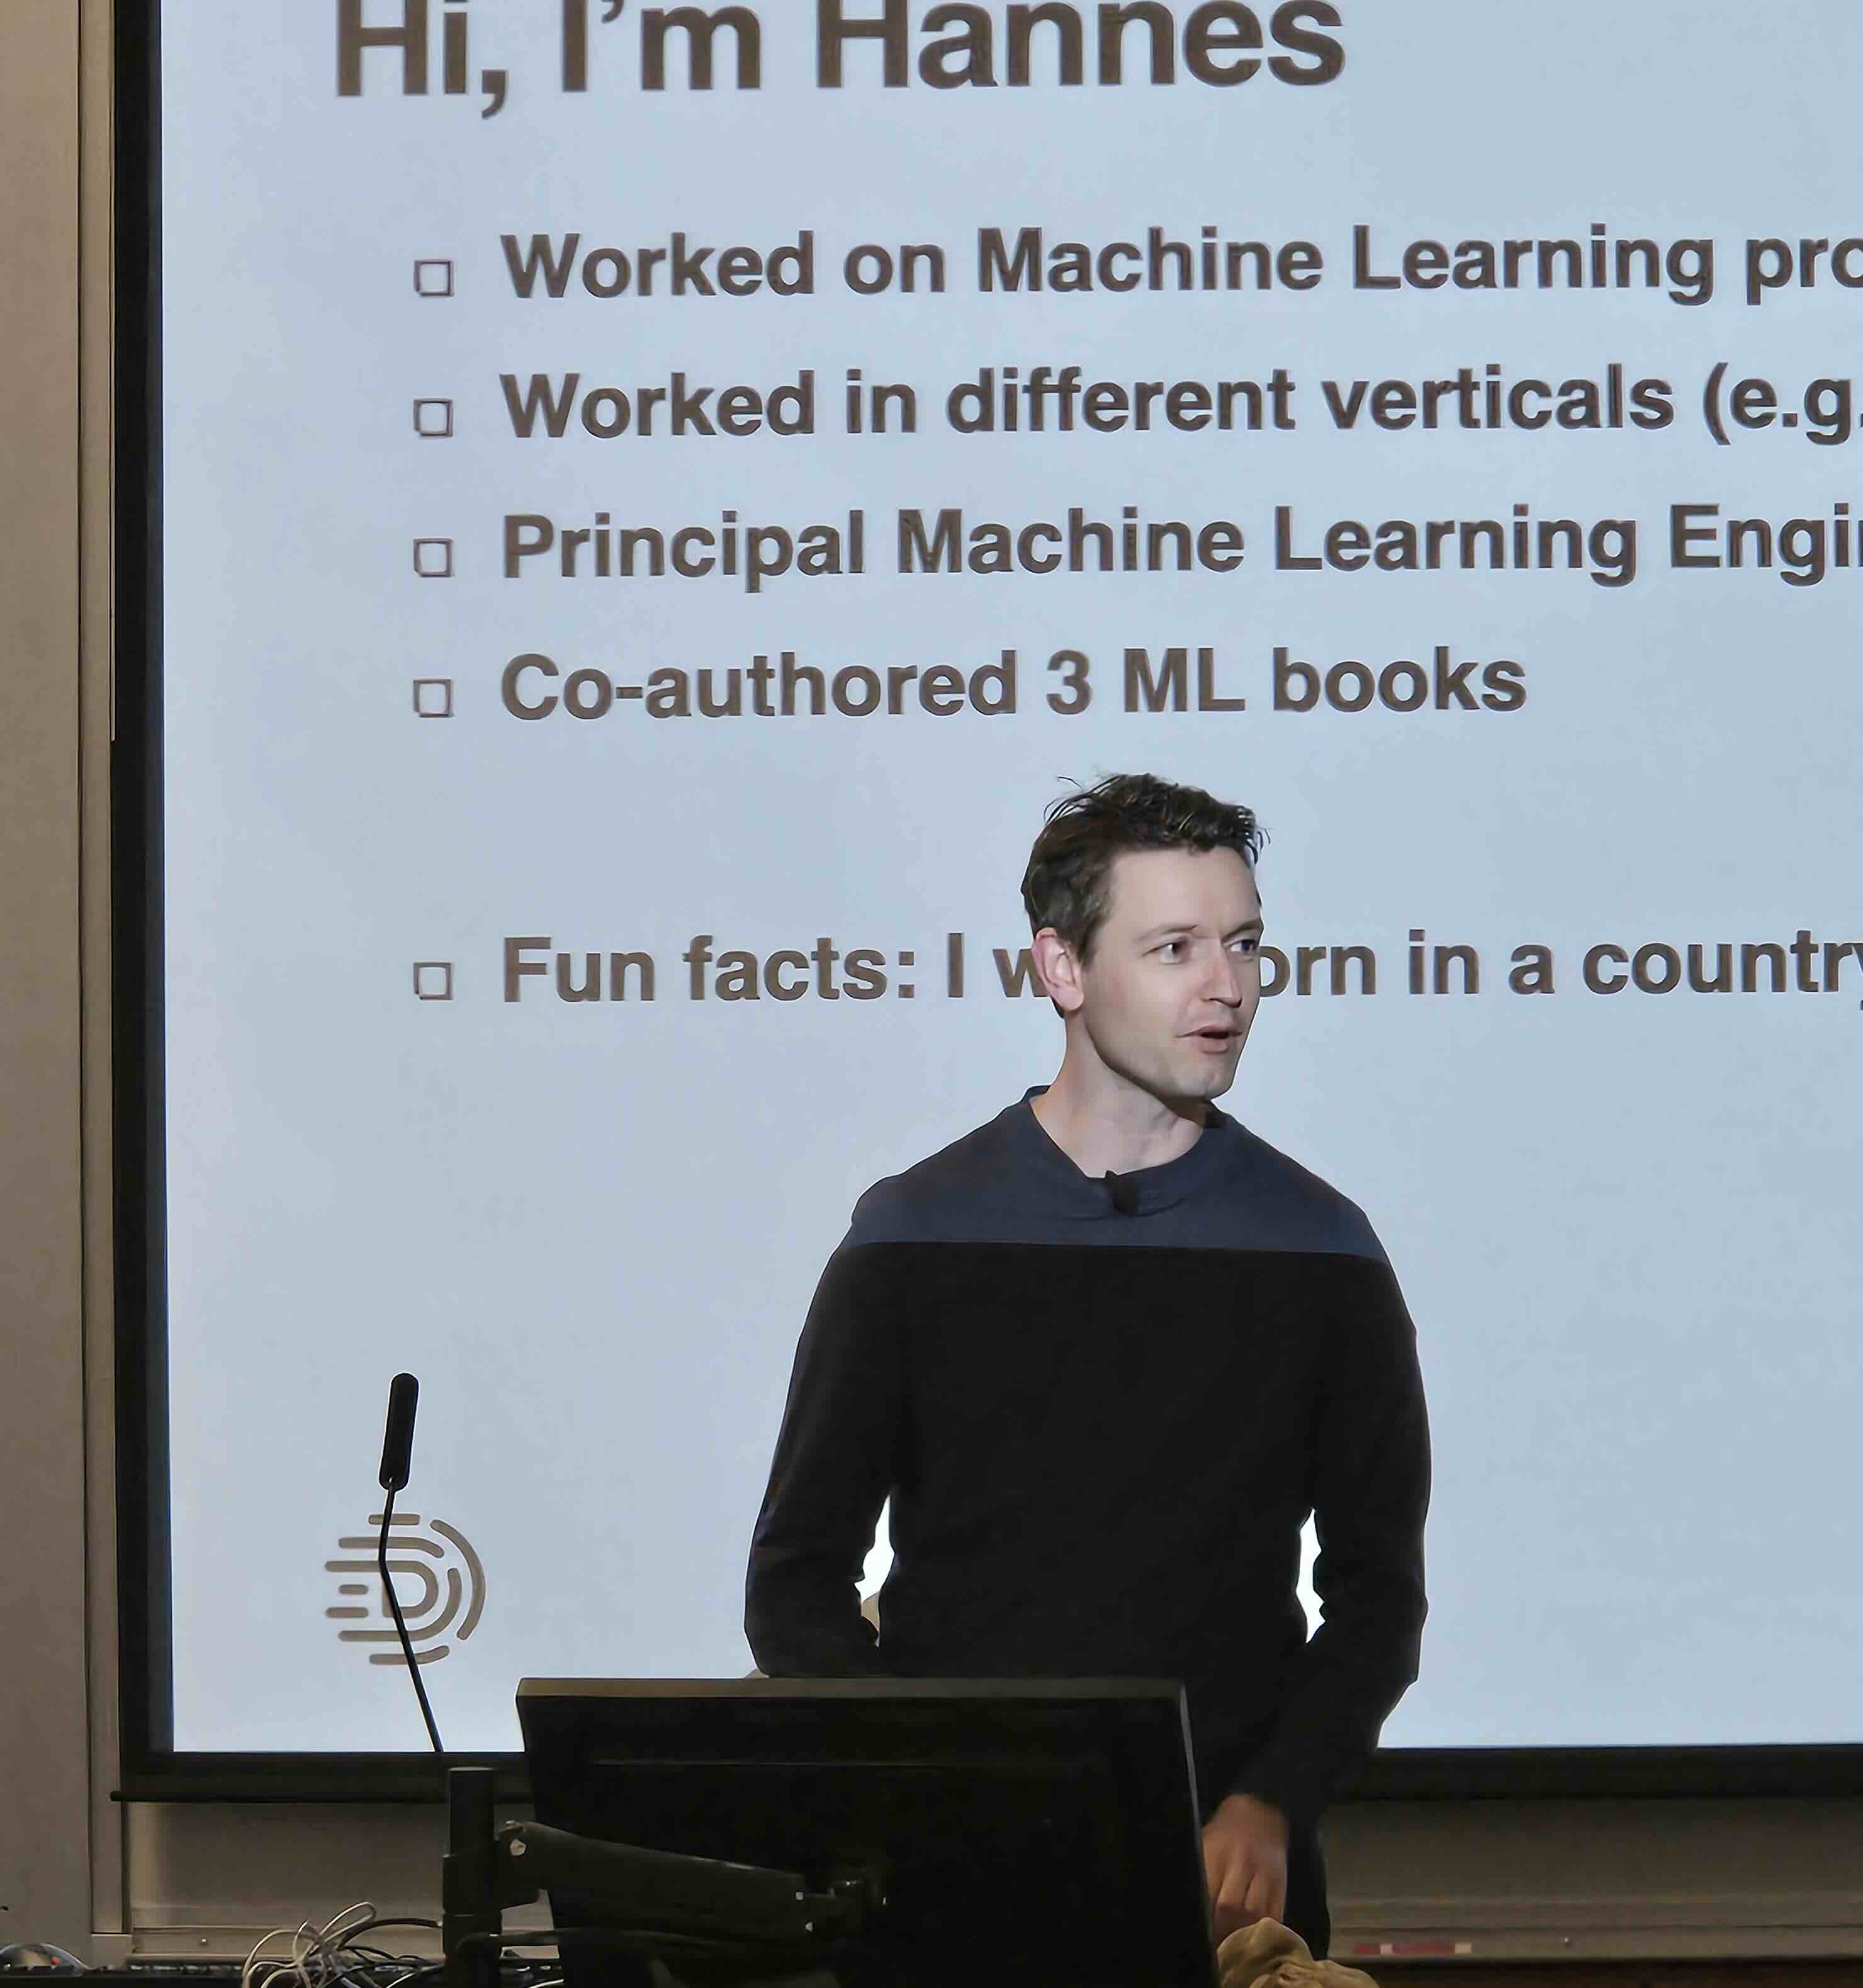 Hi, I'm Hannes
Worked on Machine Learning pro
Worked in different verticals (e.g.
Principal Machine Learning Engi
Co-authored 3 ML books
Fun facts: I w orn in a country
D